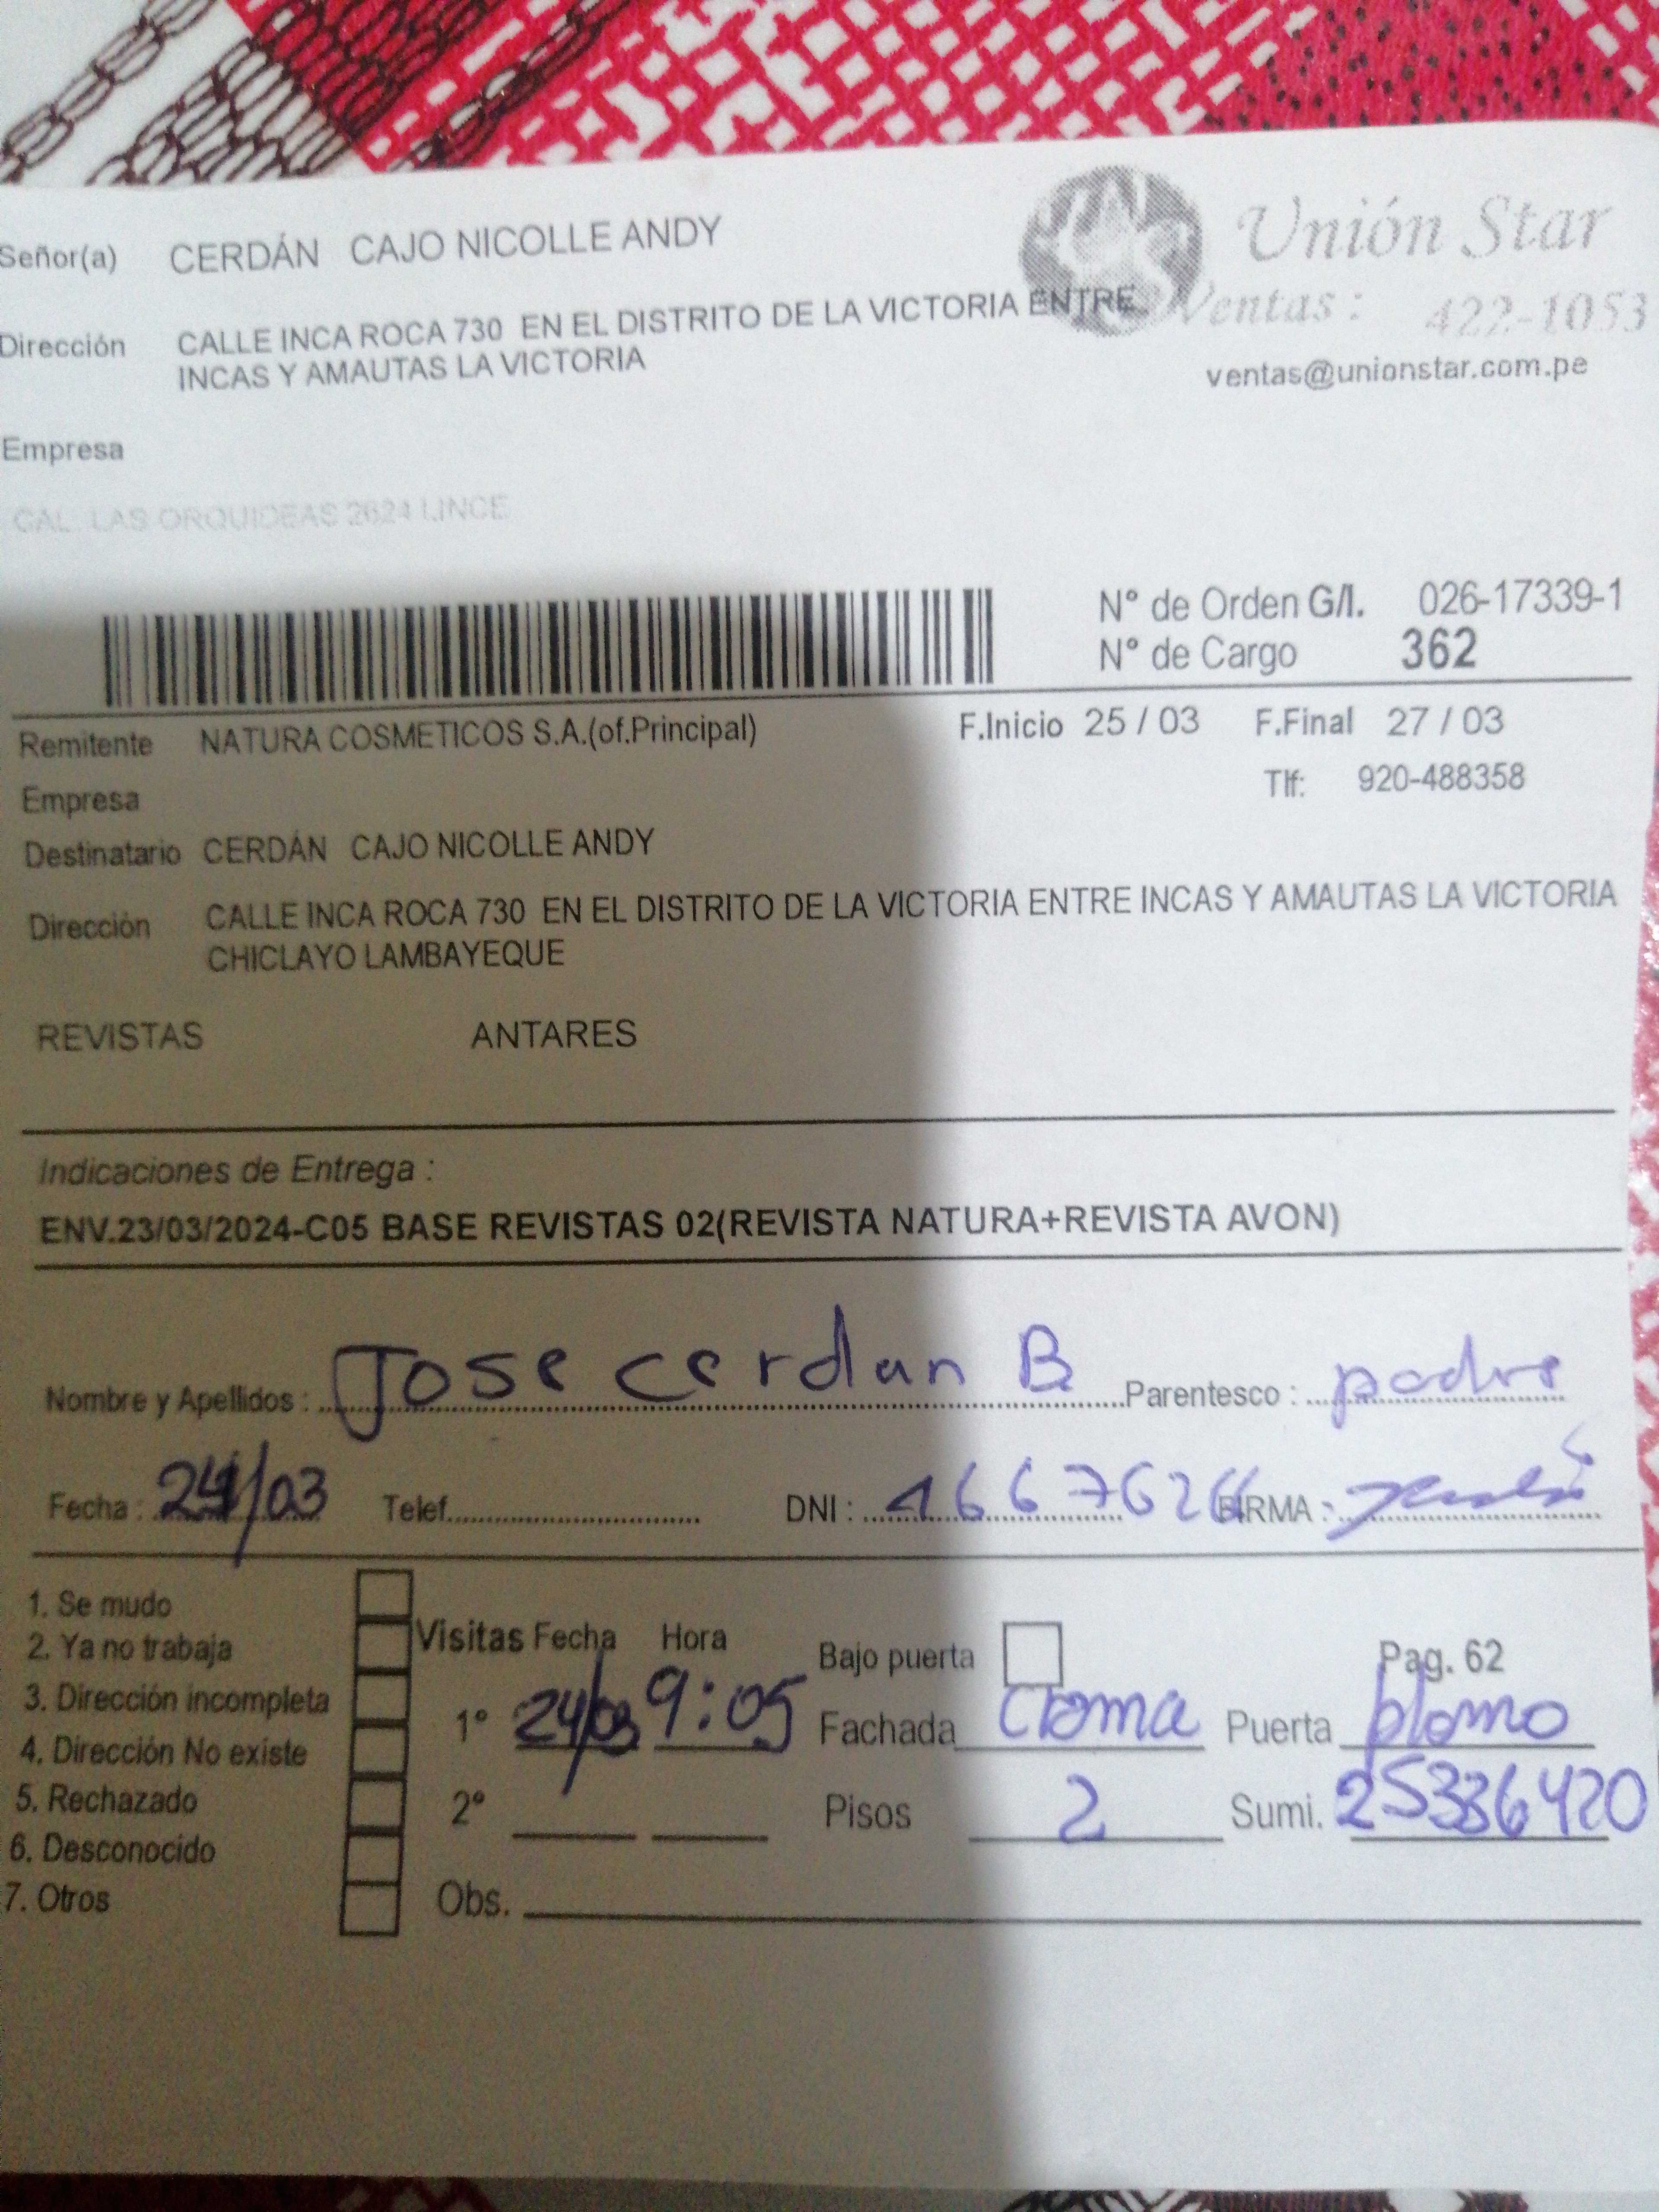 Señor(a) CERDÁN CAJO NICOLLE ANDY
Unión Star
Ventas : 422-1053
ventas@unionstar.com.pe
Dirección CALLE INCA ROCA 730 EN EL DISTRITO DE LA VICTORIA ENTRE
INCAS Y AMAUTAS LA VICTORIA
Empresa
CAL. LAS ORQUIDEAS 2624 LINCE
N° de Orden G/I. 026-17339-1
N° de Cargo 362
Remitente NATURA COSMETICOS S.A.(of.Principal) F.Inicio 25 / 03 F.Final 27 / 03
Empresa Tlf: 920-488358
Destinatario CERDÁN CAJO NICOLLE ANDY
Dirección CALLE INCA ROCA 730 EN EL DISTRITO DE LA VICTORIA ENTRE INCAS Y AMAUTAS LA VICTORIA
CHICLAYO LAMBAYEQUE
REVISTAS ANTARES
Indicaciones de Entrega :
ENV.23/03/2024-C05 BASE REVISTAS 02(REVISTA NATURA+REVISTA AVON)
Nombre y Apellidos : Jose cerdan B Parentesco : padre
Fecha : 24/03 Telef. DNI : FIRMA :
1. Se mudo
2. Ya no trabaja
3. Dirección incompleta
4. Dirección No existe
5. Rechazado
6. Desconocido
7. Otros
Visitas Fecha Hora Bajo puerta Pag. 62
1° 24/03 9:05 Fachada Croma Puerta plomo
2° Pisos 2 Sumi. 25336420
Obs.